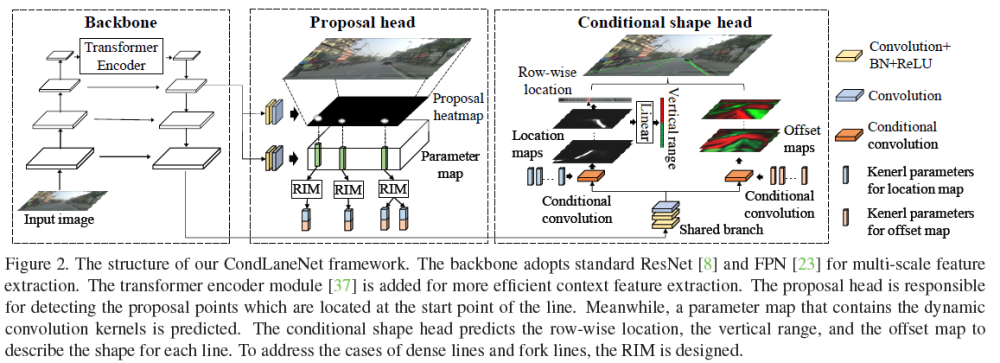 Backbone
Transformer
Encoder
Input image
Proposal head
Proposal
heatmap
Parameter
map
RIM
RIM
RIM
Conditional shape head
Row-wise
location
Location
maps
Linear
Vertical range
Offset
maps
Conditional
convolution
Conditional
convolution
Shared branch
Convolution+
BN+ReLU
Convolution
Conditional
convolution
Kenerl parameters
for location map
Kenerl parameters
for offset map
Figure 2. The structure of our CondLaneNet framework. The backbone adopts standard ResNet [8] and FPN [23] for multi-scale feature
extraction. The transformer encoder module [37] is added for more efficient context feature extraction. The proposal head is responsible
for detecting the proposal points which are located at the start point of the line. Meanwhile, a parameter map that contains the dynamic
convolution kernels is predicted. The conditional shape head predicts the row-wise location, the vertical range, and the offset map to
describe the shape for each line. To address the cases of dense lines and fork lines, the RIM is designed.